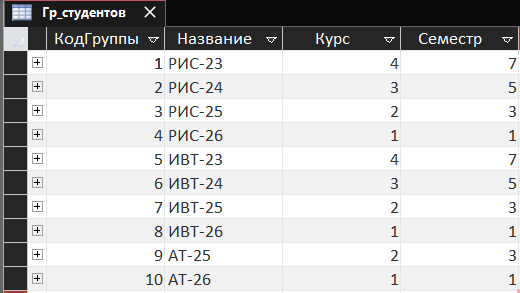 Гр_студентов
КодГруппы Название Курс Семестр
1 РИС-23 4 7
2 РИС-24 3 5
3 РИС-25 2 3
4 РИС-26 1 1
5 ИВТ-23 4 7
6 ИВТ-24 3 5
7 ИВТ-25 2 3
8 ИВТ-26 1 1
9 АТ-25 2 3
10 АТ-26 1 1